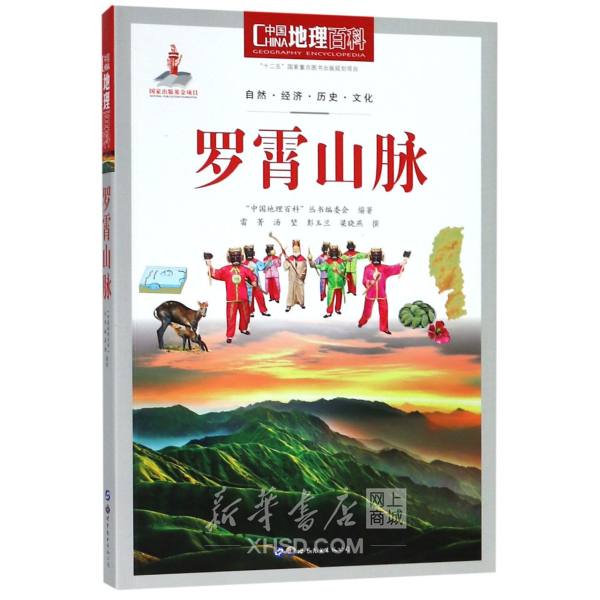 中国
CHINA
地理百科
GEOGRAPHY ENCYCLOPEDIA
"十二五"国家重点图书出版规划项目
国家出版基金项目
自然·经济·历史·文化
罗霄山脉
"中国地理百科"丛书编委会 编著
雷菁 汤堃 彭玉兰 梁晓燕 撰
新华书店
网上
商城
XHSD.COM
中国
CHINA
地理百科
罗霄山脉